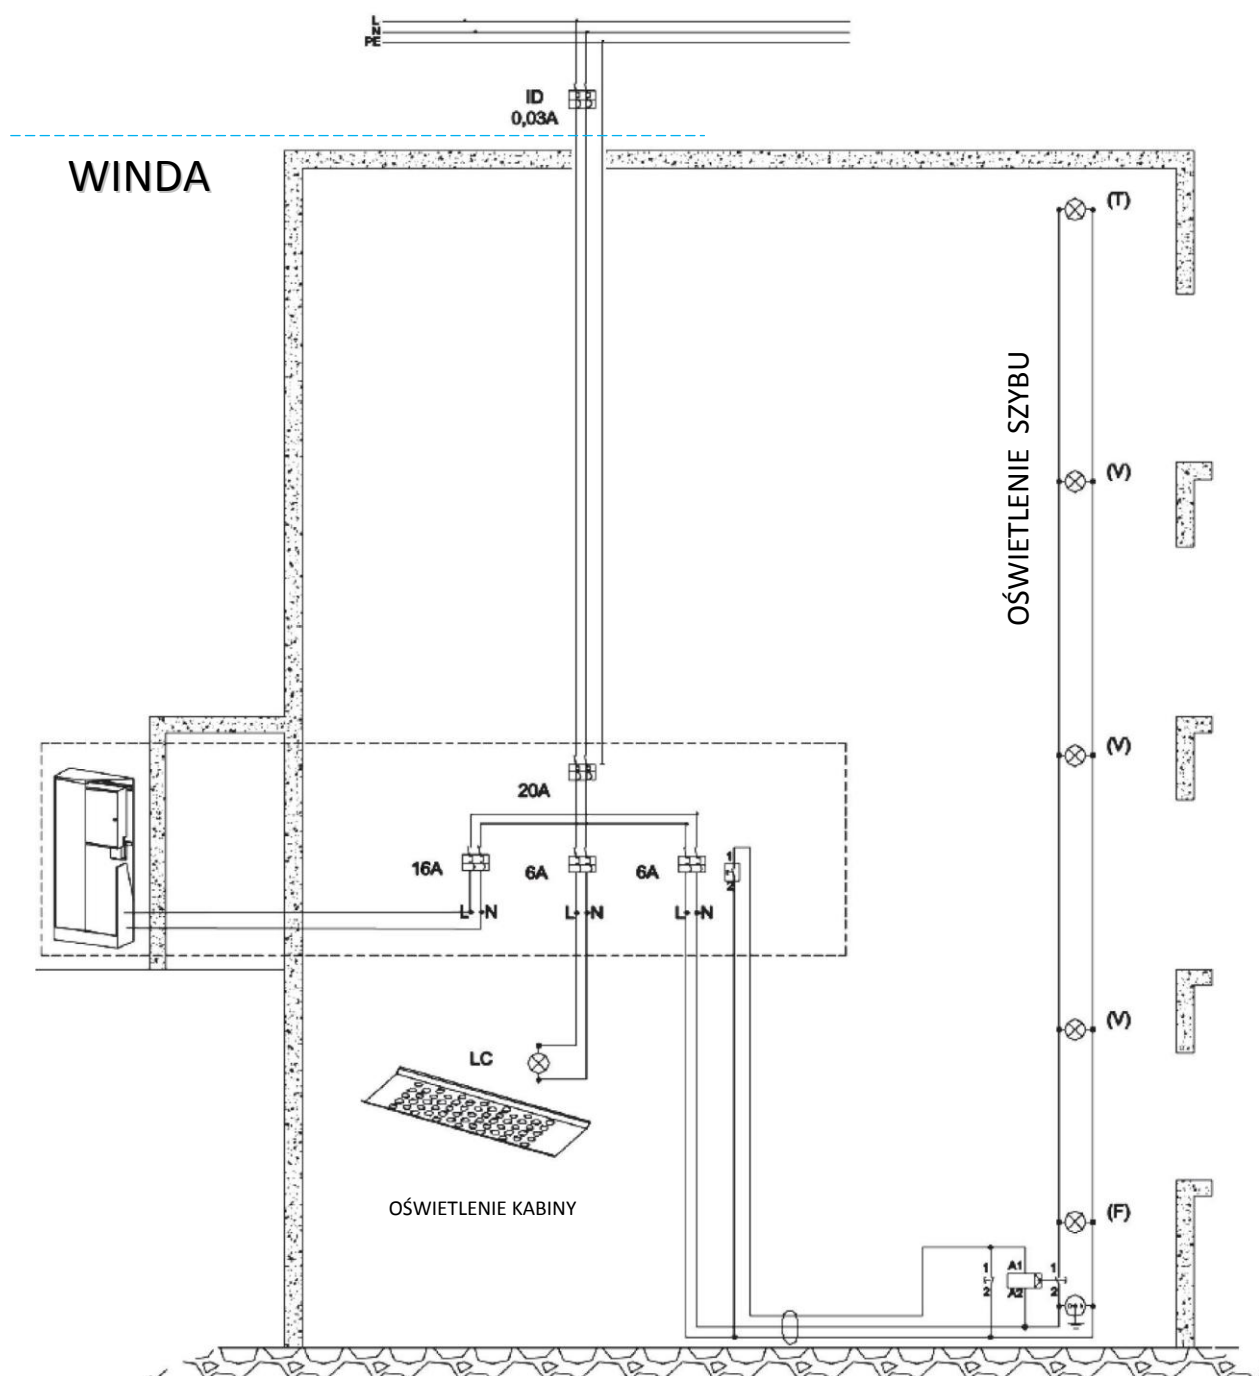 L
N
PE
ID
0,03A
WINDA
(T)
OŚWIETLENIE SZYBU
(V)
(V)
20A
16A
6A
6A
1
2
L N
L N
L N
(V)
LC
OŚWIETLENIE KABINY
(F)
1
A1
1
2
A2
2